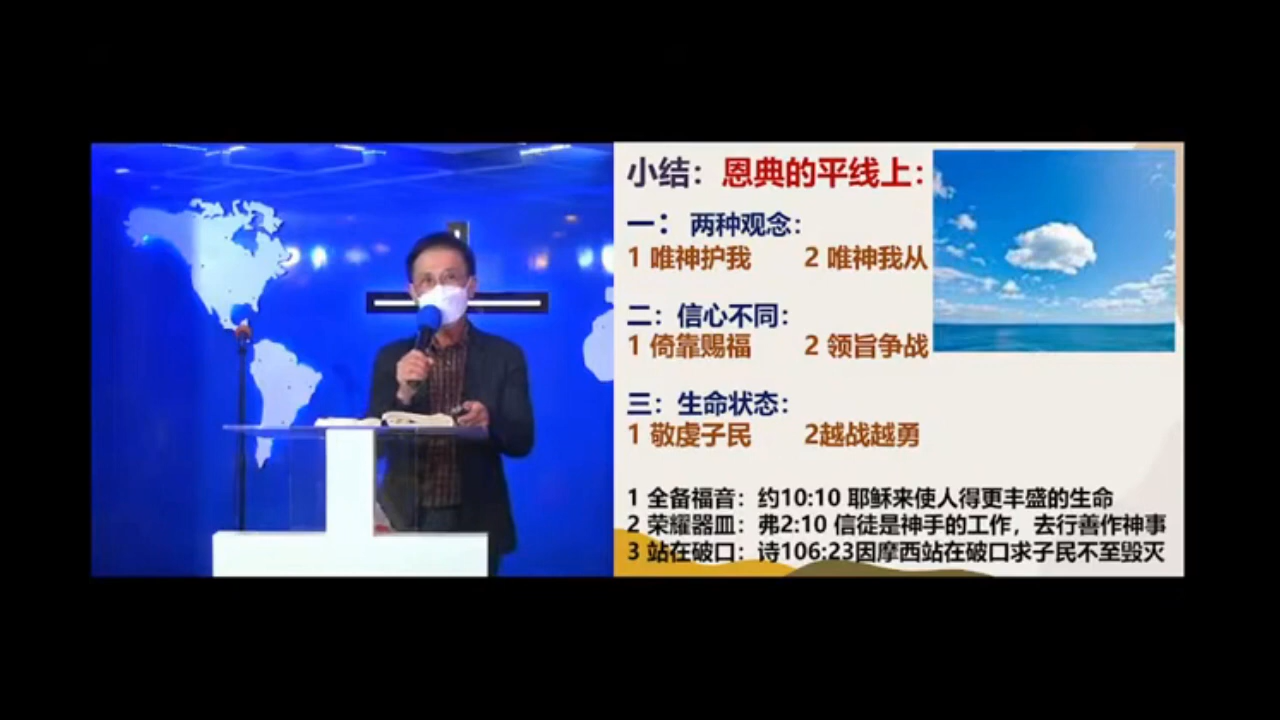 小结：恩典的平线上：
一： 两种观念：
1 唯神护我 2 唯神我从
二：信心不同：
1 倚靠赐福 2 领旨争战
三：生命状态：
1 敬虔子民 2越战越勇
1 全备福音：约10:10 耶稣来使人得更丰盛的生命
2 荣耀器皿：弗2:10 信徒是神手的工作，去行善作神事
3 站在破口：诗106:23因摩西站在破口求子民不至毁灭